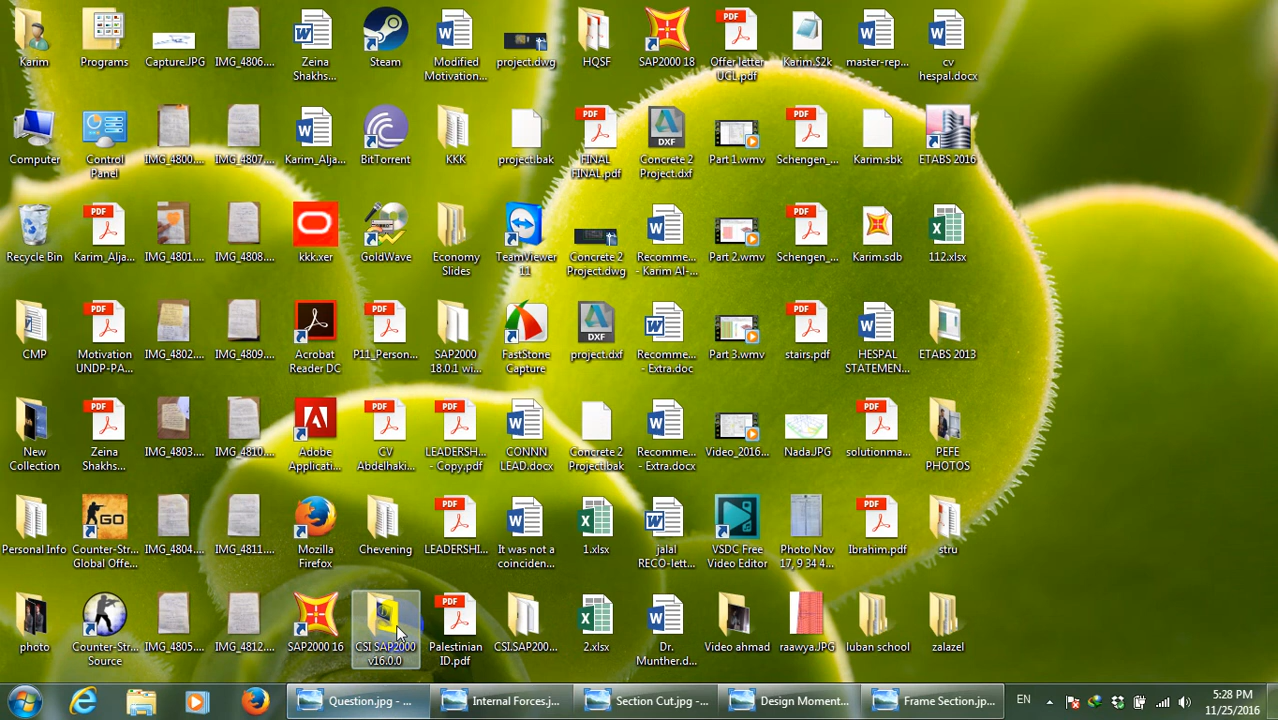 Karim
Programs
Capture.JPG
IMG_4806....
Zeina
Shakhs...
Steam
Modified
Motivation...
project.dwg
HQSF
SAP2000 18
Offer letter
UCL.pdf
Karim.S2k
master-rep...
cv
hespal.docx
Computer
Control
Panel
IMG_4800....
IMG_4807....
Karim_Alja...
BitTorrent
KKK
project.bak
FINAL
FINAL.pdf
Concrete 2
Project.dxf
Part 1.wmv
Schengen_...
Karim.sbk
ETABS 2016
Recycle Bin
Karim_Alja...
IMG_4801....
IMG_4808....
kkk.xer
GoldWave
Economy
Slides
TeamViewer
11
Concrete 2
Project.dwg
Recomme...
- Karim Al-...
Part 2.wmv
Schengen_...
Karim.sdb
112.xlsx
CMP
Motivation
UNDP-PA...
IMG_4802....
IMG_4809....
Acrobat
Reader DC
P11_Person...
SAP2000
18.0.1 wi...
FastStone
Capture
project.dxf
Recomme...
- Extra.doc
Part 3.wmv
stairs.pdf
HESPAL
STATEMEN...
ETABS 2013
New
Collection
Zeina
Shakhs...
IMG_4803....
IMG_4810....
Adobe
Applicati...
CV
Abdelhaki...
LEADERSH...
- Copy.pdf
CONNN
LEAD.docx
Concrete 2
Project.bak
Recomme...
- Extra.docx
Video_2016...
Nada.JPG
solutionma...
PEFE
PHOTOS
Personal Info
Counter-Str...
Global Offe...
IMG_4804....
IMG_4811....
Mozilla
Firefox
Chevening
LEADERSHI...
It was not a
coinciden...
1.xlsx
jalal
RECO-lett...
VSDC Free
Video Editor
Photo Nov
17, 9 34 4...
Ibrahim.pdf
stru
photo
Counter-Str...
Source
IMG_4805....
IMG_4812....
SAP2000 16
CSI SAP2000
v16.0.0
Palestinian
ID.pdf
CSI.SAP200...
2.xlsx
Dr.
Munther.d...
Video ahmad
raawya.JPG
luban school
zalazel
Question.jpg - ...
Internal Forces.j...
Section Cut.jpg -...
Design Moment...
Frame Section.jp...
EN
5:28 PM
11/25/2016